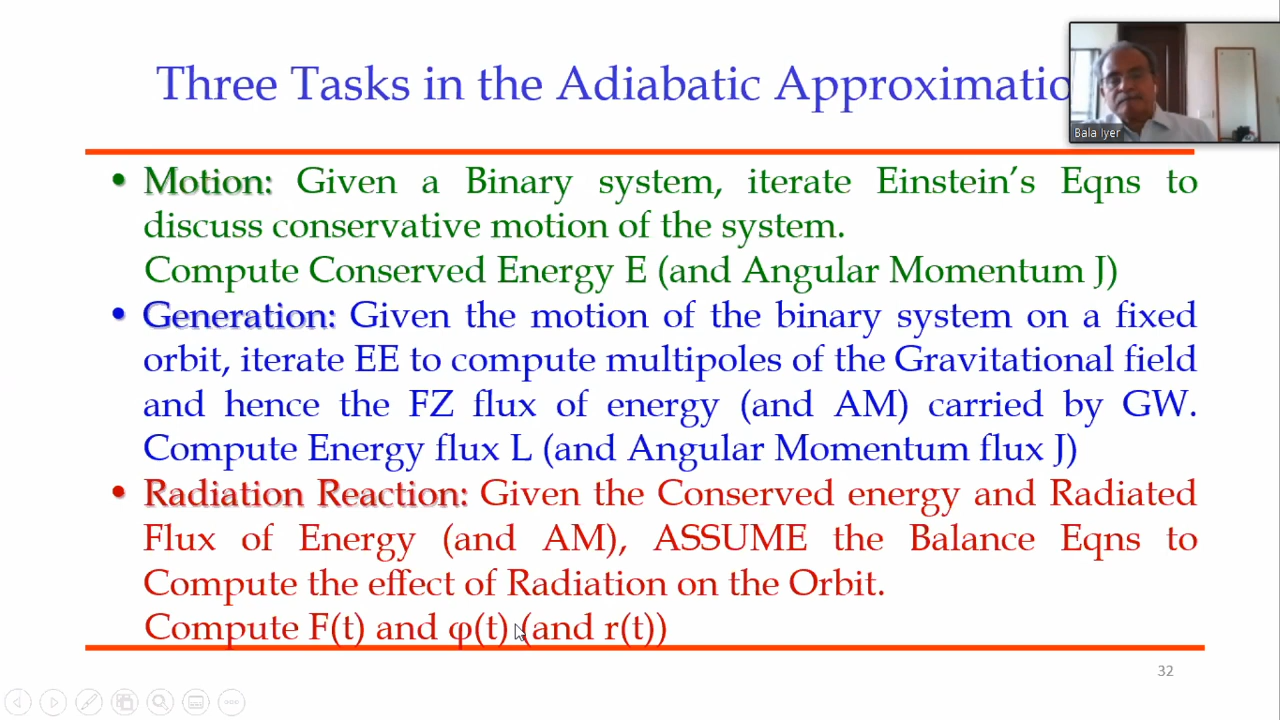 Three Tasks in the Adiabatic Approximatio
Bala Iyer
• Motion: Given a Binary system, iterate Einstein's Eqns to
discuss conservative motion of the system.
Compute Conserved Energy E (and Angular Momentum J)
• Generation: Given the motion of the binary system on a fixed
orbit, iterate EE to compute multipoles of the Gravitational field
and hence the FZ flux of energy (and AM) carried by GW.
Compute Energy flux L (and Angular Momentum flux J)
• Radiation Reaction: Given the Conserved energy and Radiated
Flux of Energy (and AM), ASSUME the Balance Eqns to
Compute the effect of Radiation on the Orbit.
Compute F(t) and φ(t) (and r(t))
32